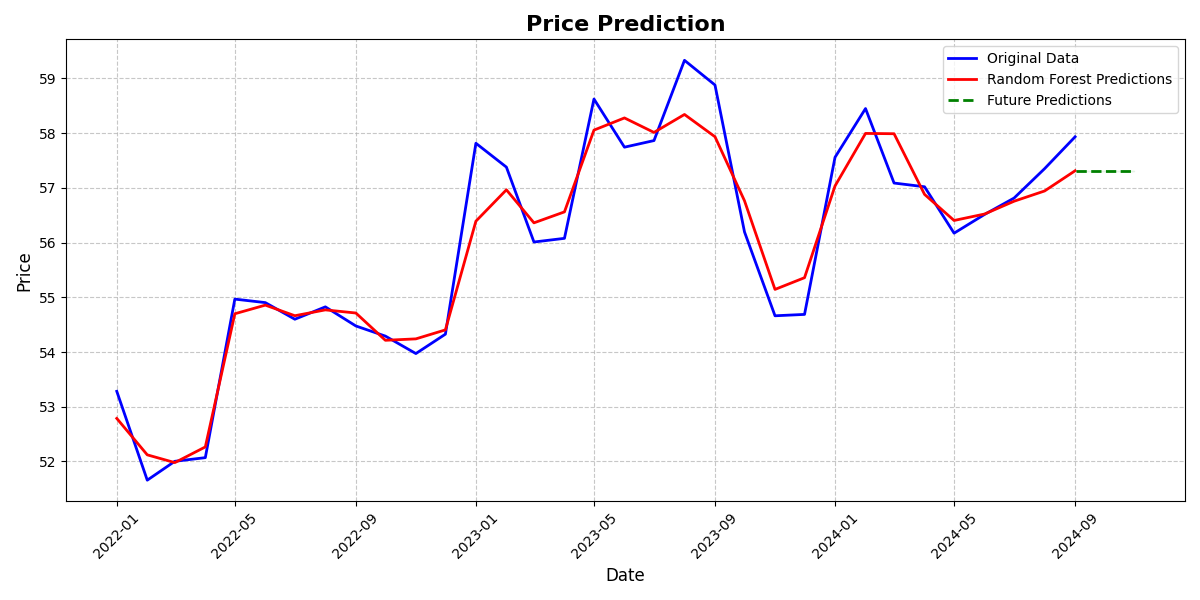 Price Prediction
Original Data
Random Forest Predictions
Future Predictions
Price
59
58
57
56
55
54
53
52
2022-01
2022-05
2022-09
2023-01
2023-05
2023-09
2024-01
2024-05
2024-09
Date